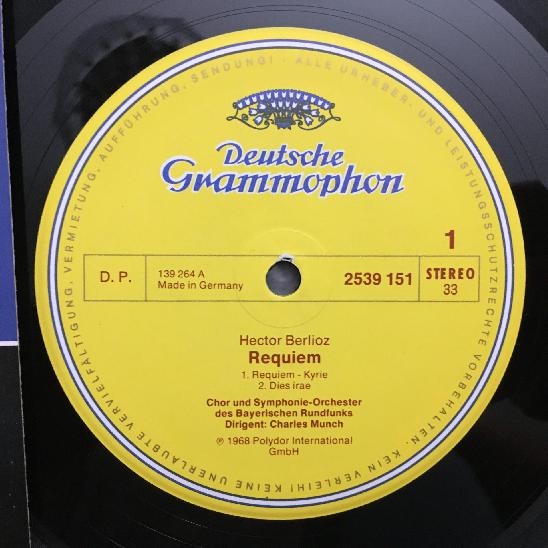 ALLE URHEBER- UND LEISTUNGSSCHUTZRECHTE VORBEHALTEN · KEIN VERLEIH! KEINE UNERLAUBTE VERVIELFÄLTIGUNG, VERMIETUNG, AUFFÜHRUNG, SENDUNG! ·
Deutsche
Grammophon
1
D. P.
139 264 A
Made in Germany
2539 151
STEREO
33
Hector Berlioz
Requiem
1. Requiem - Kyrie
2. Dies irae
Chor und Symphonie-Orchester
des Bayerischen Rundfunks
Dirigent: Charles Munch
℗ 1968 Polydor International
GmbH